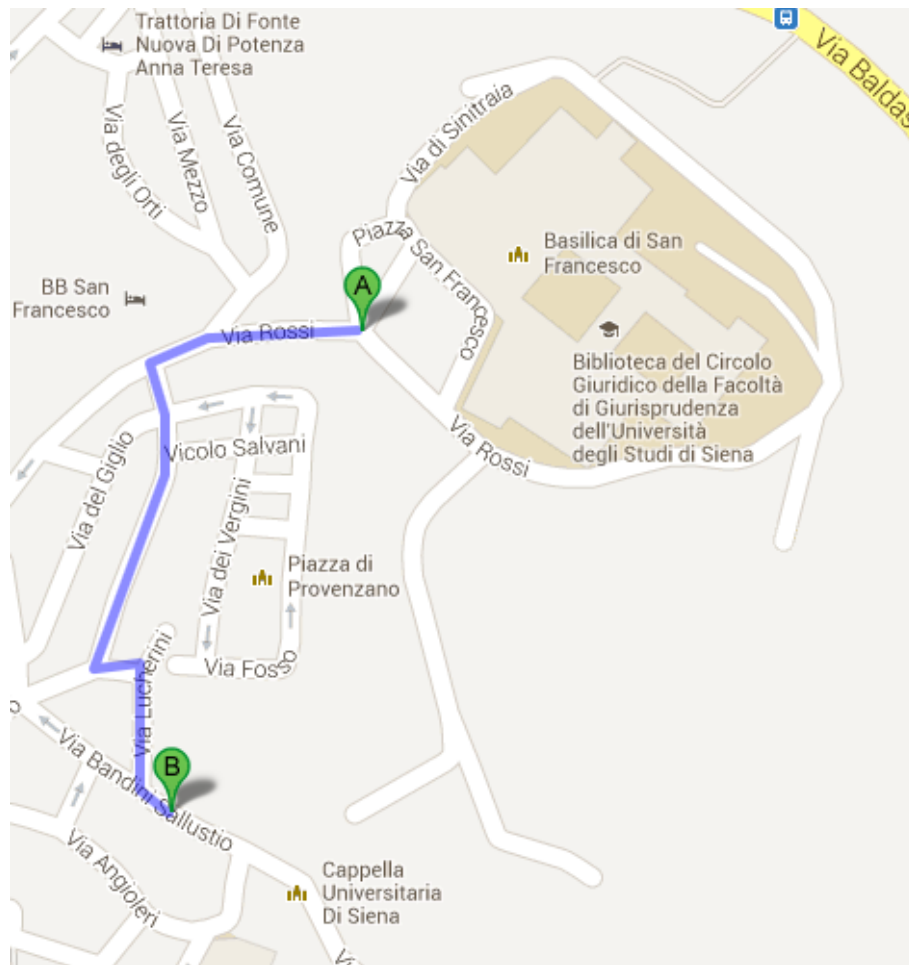 Trattoria Di Fonte
Nuova Di Potenza
Anna Teresa
Via Baldas
Via degli Orti
Via Mezzo
Via Comune
Via di Sinitraia
Piazza San Francesco
Basilica di San
Francesco
BB San
Francesco
A
Via Rossi
Biblioteca del Circolo
Giuridico della Facoltà
di Giurisprudenza
dell'Università
degli Studi di Siena
Via Rossi
Vicolo Salvani
Via del Giglio
Via dei Vergini
Piazza di
Provenzano
Via Fosso
Via Lucherini
o
B
Via Bandini Sallustio
Via Angioleri
Cappella
Universitaria
Di Siena
Vi